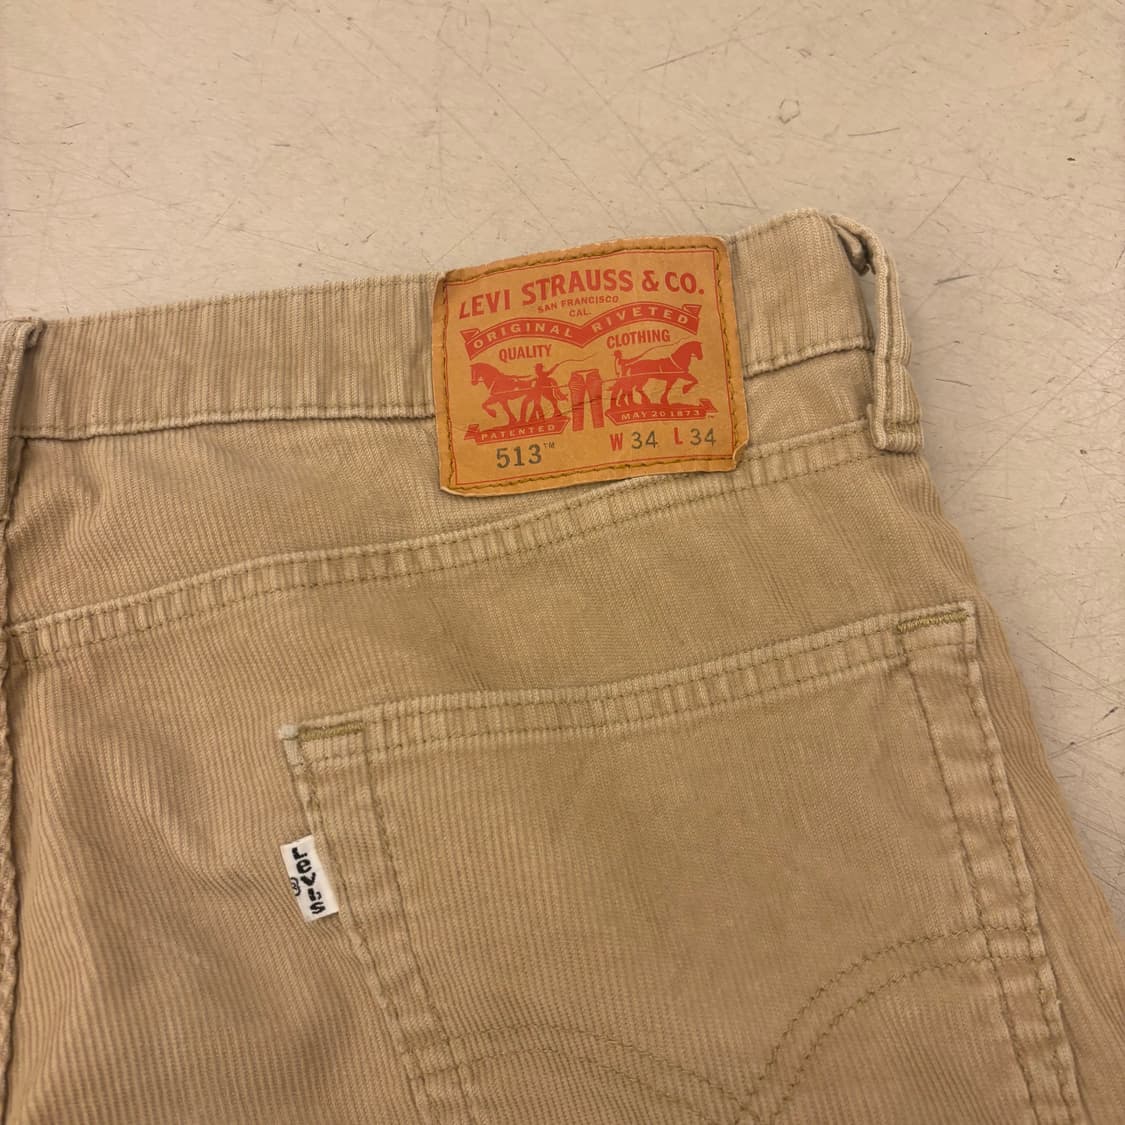 LEVI STRAUSS & CO.
SAN FRANCISCO
CAL.
ORIGINAL RIVETED
QUALITY CLOTHING
PATENTED MAY 20 1873
513™ W 34 L 34
LEVI'S ®